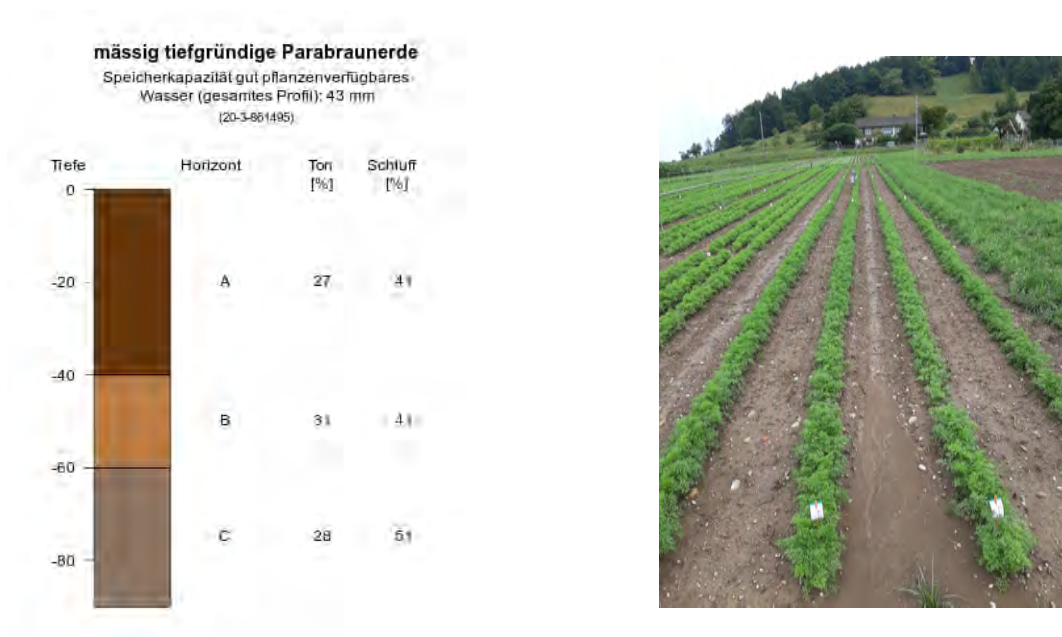 mässig tiefgründige Parabraunerde
Speicherkapazität gut pflanzenverfügbares
Wasser (gesamtes Profil): 43 mm
(20-3-861495)
Tiefe Horizont Ton Schluff
[%] [%]
0
-20 A 27 41
-40
B 31 41
-60
C 28 51
-80